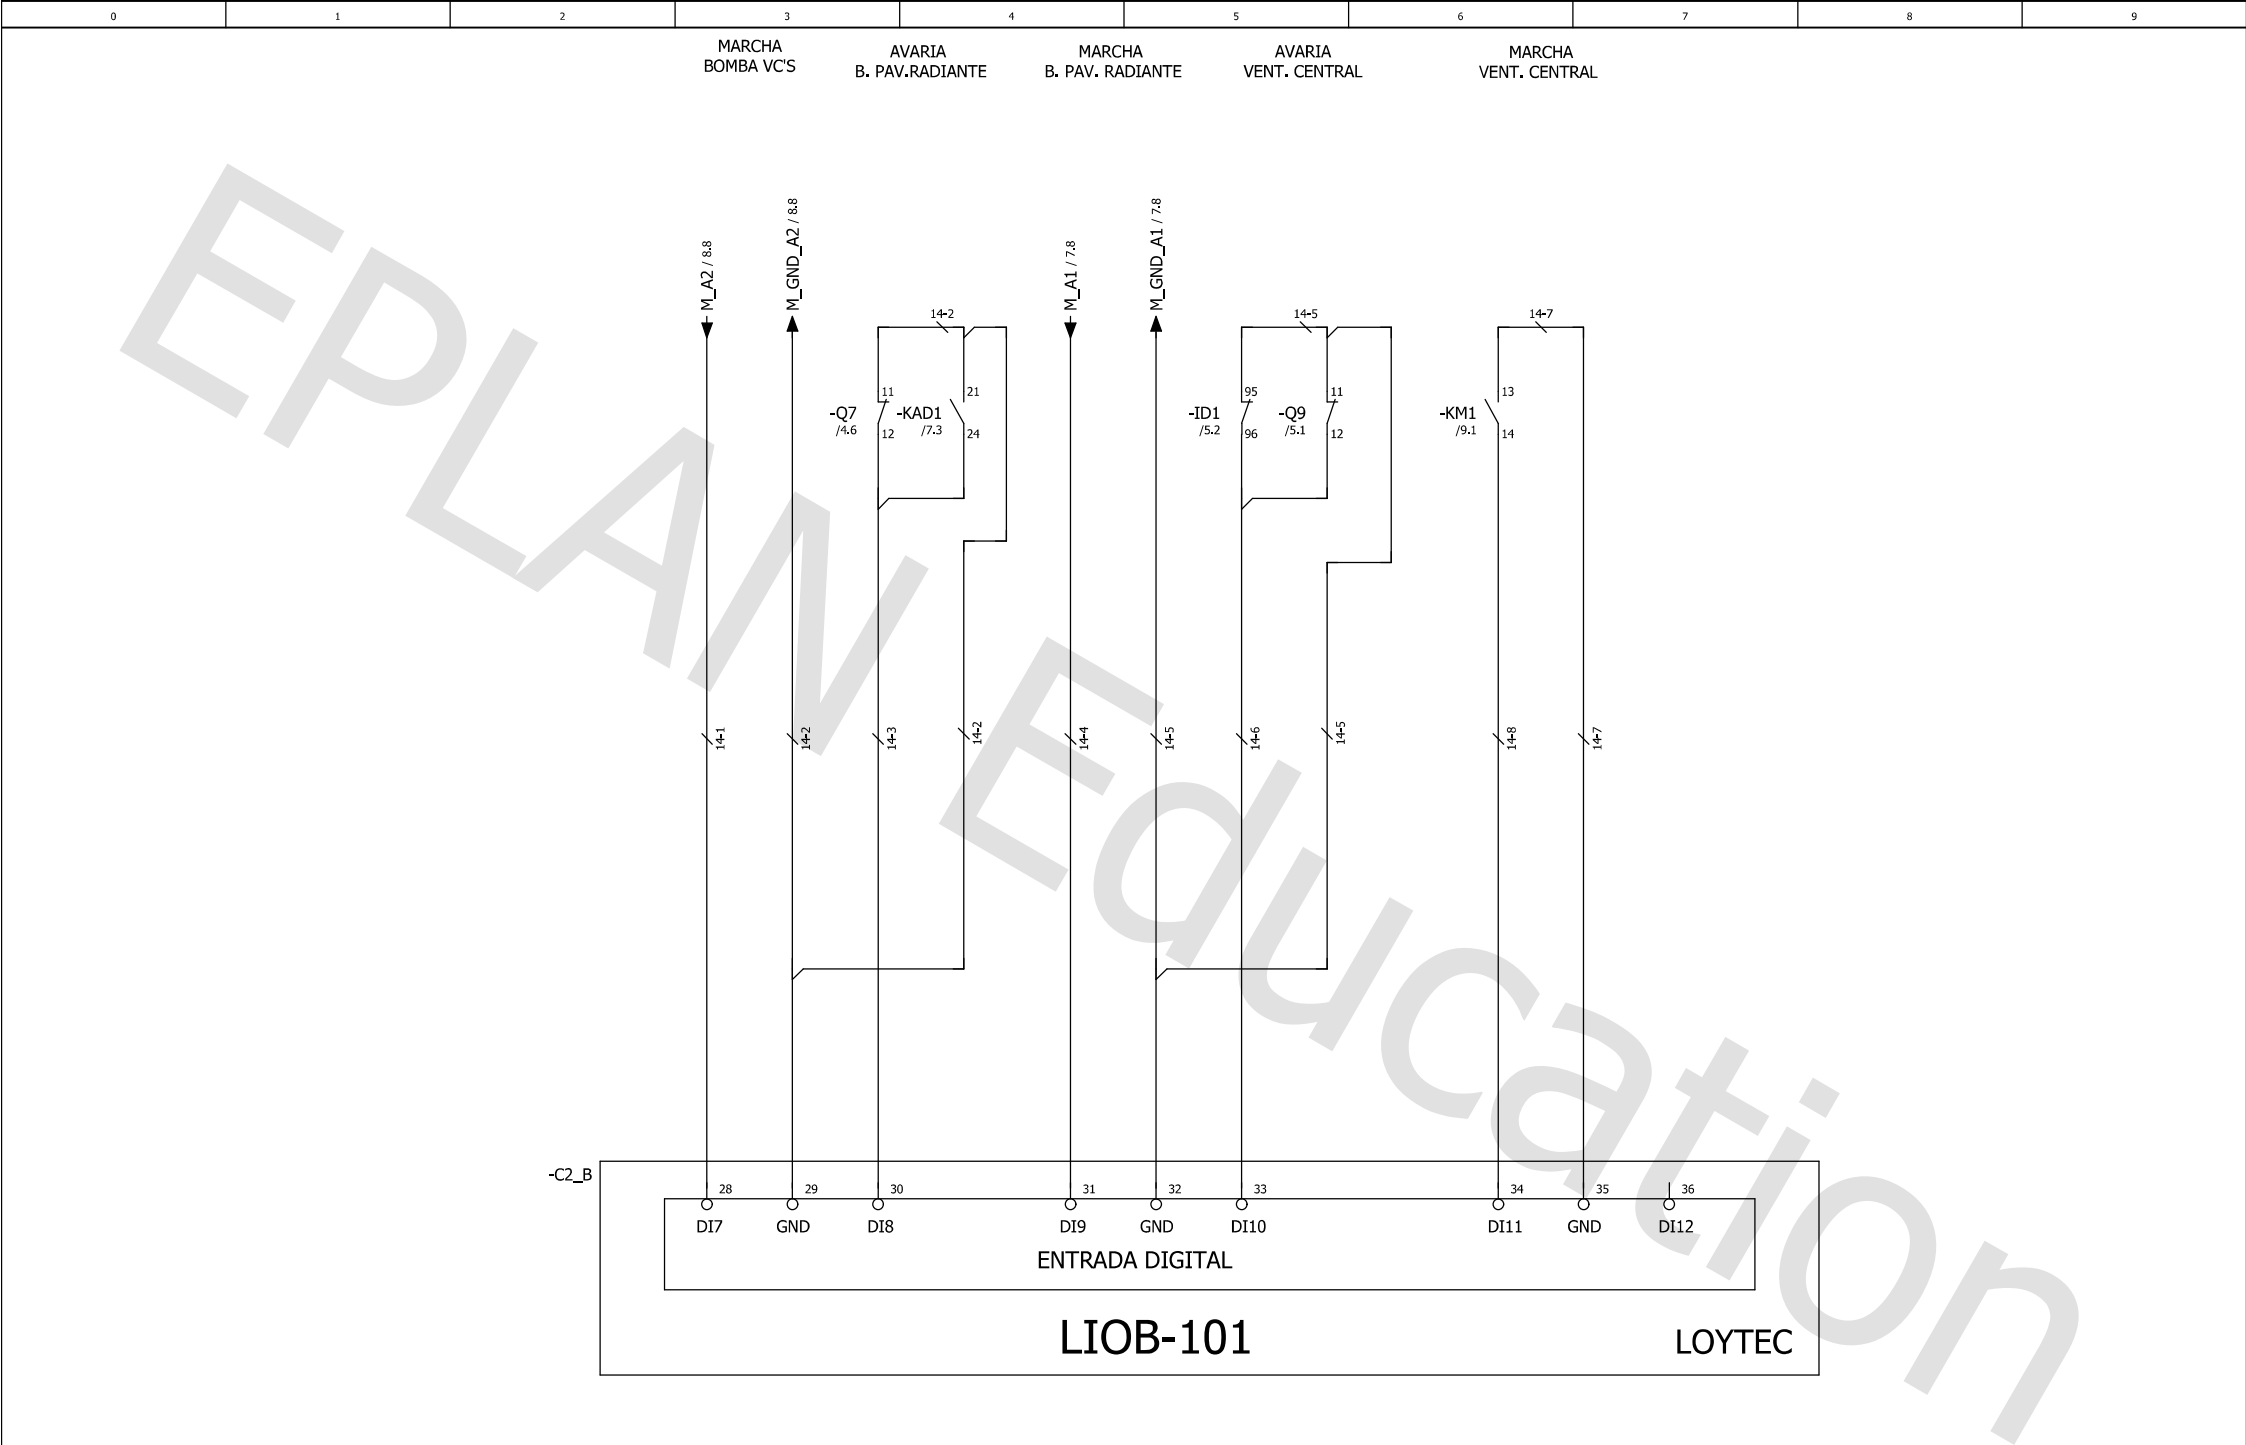 0 1 2 3 4 5 6 7 8 9
MARCHA
BOMBA VC'S
AVARIA
B. PAV.RADIANTE
MARCHA
B. PAV. RADIANTE
AVARIA
VENT. CENTRAL
MARCHA
VENT. CENTRAL
M_A2 / 8.8
M_GND_A2 / 8.8
M_A1 / 7.8
M_GND_A1 / 7.8
14-2
14-5
14-7
-Q7
/4.6
11
12
-KAD1
/7.3
21
24
-ID1
/5.2
95
96
-Q9
/5.1
11
12
-KM1
/9.1
13
14
14-1
14-2
14-3
14-2
14-4
14-5
14-6
14-5
14-8
14-7
-C2_B
28 29 30 31 32 33 34 35 36
DI7 GND DI8 DI9 GND DI10 DI11 GND DI12
ENTRADA DIGITAL
LIOB-101
LOYTEC
EPLAN Education